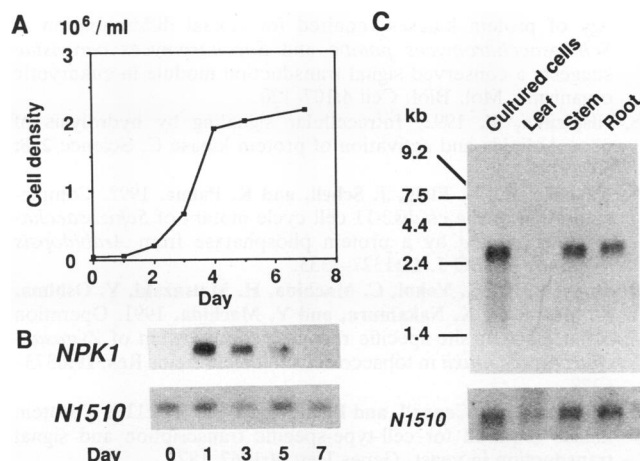 A
10⁶ / ml
Cell density
3
2
1
0
0 2 4 6 8
Day
B
NPK1
N1510
Day 0 1 3 5 7
C
Cultured cells
Leaf
Stem
Root
kb
9.2
7.5
4.4
2.4
1.4
N1510